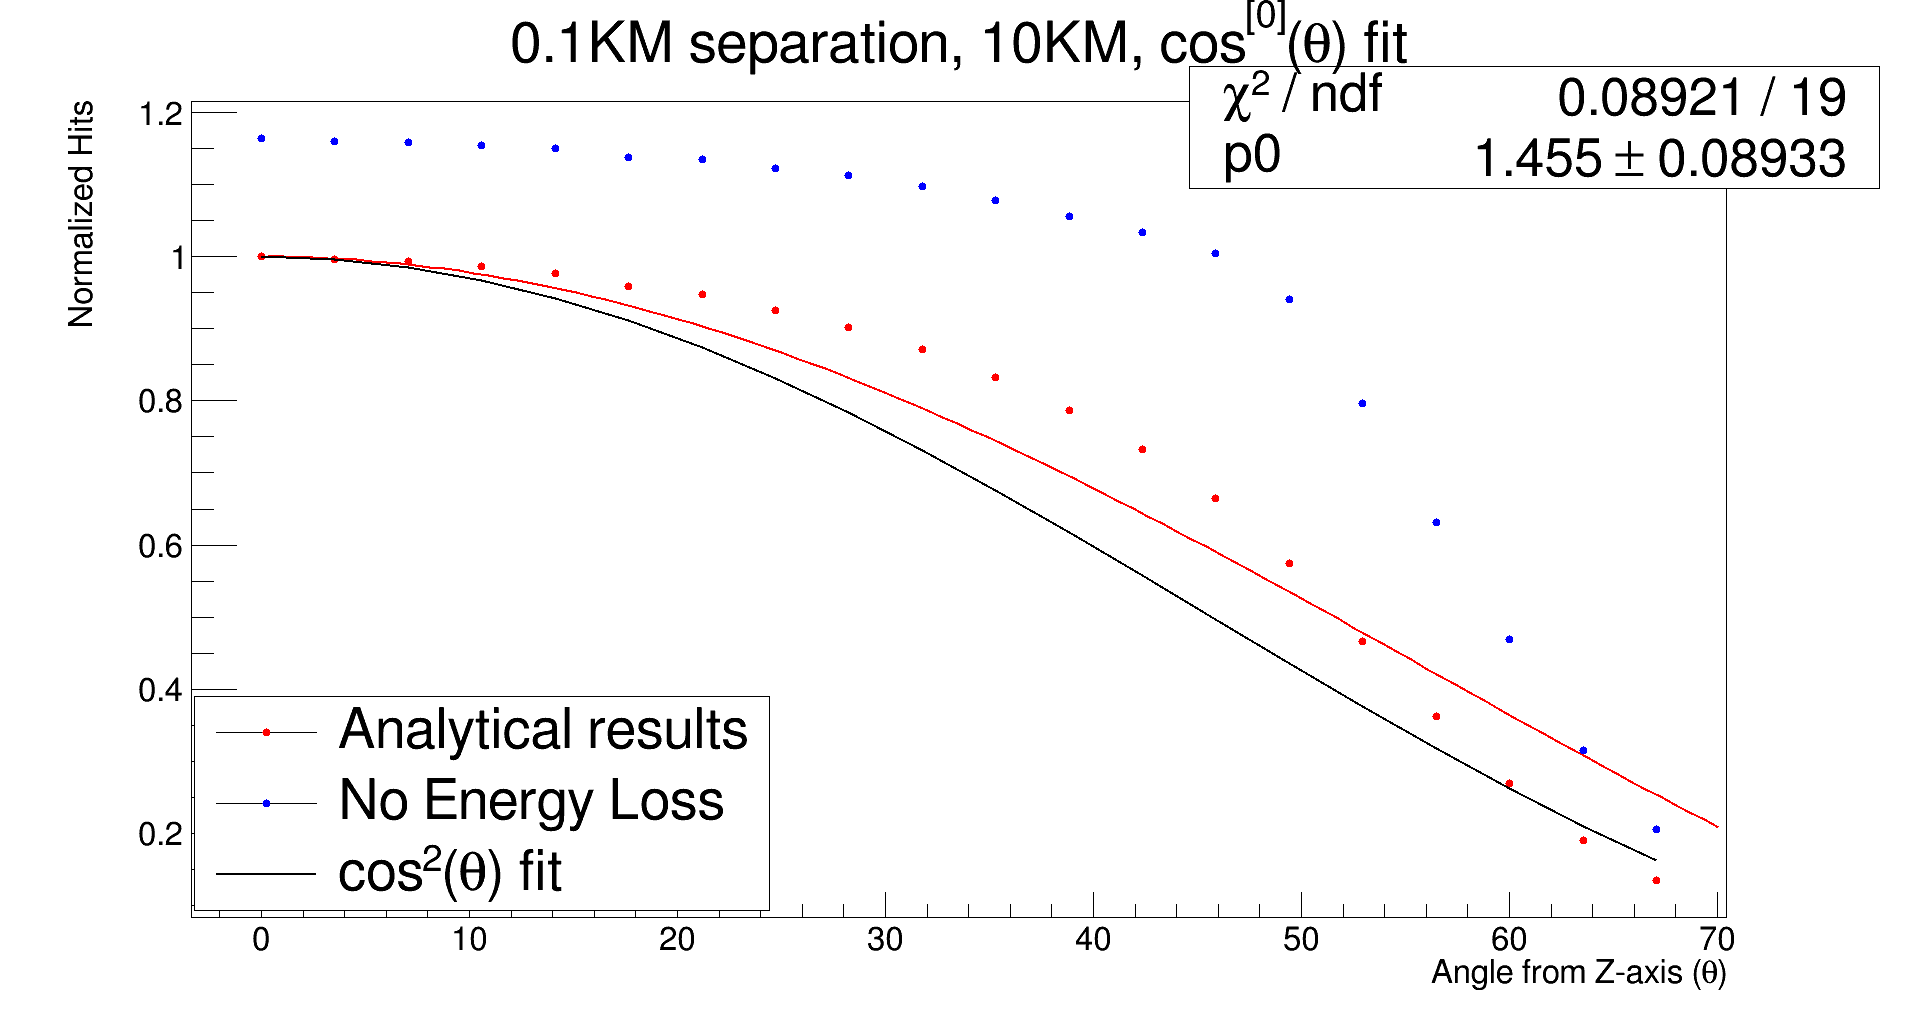 0.1KM separation, 10KM, cos^[0](θ) fit
χ² / ndf 0.08921 / 19
p0 1.455 ± 0.08933
Normalized Hits
1.2
1
0.8
0.6
0.4
0.2
Analytical results
No Energy Loss
cos²(θ) fit
0 10 20 30 40 50 60 70
Angle from Z-axis (θ)